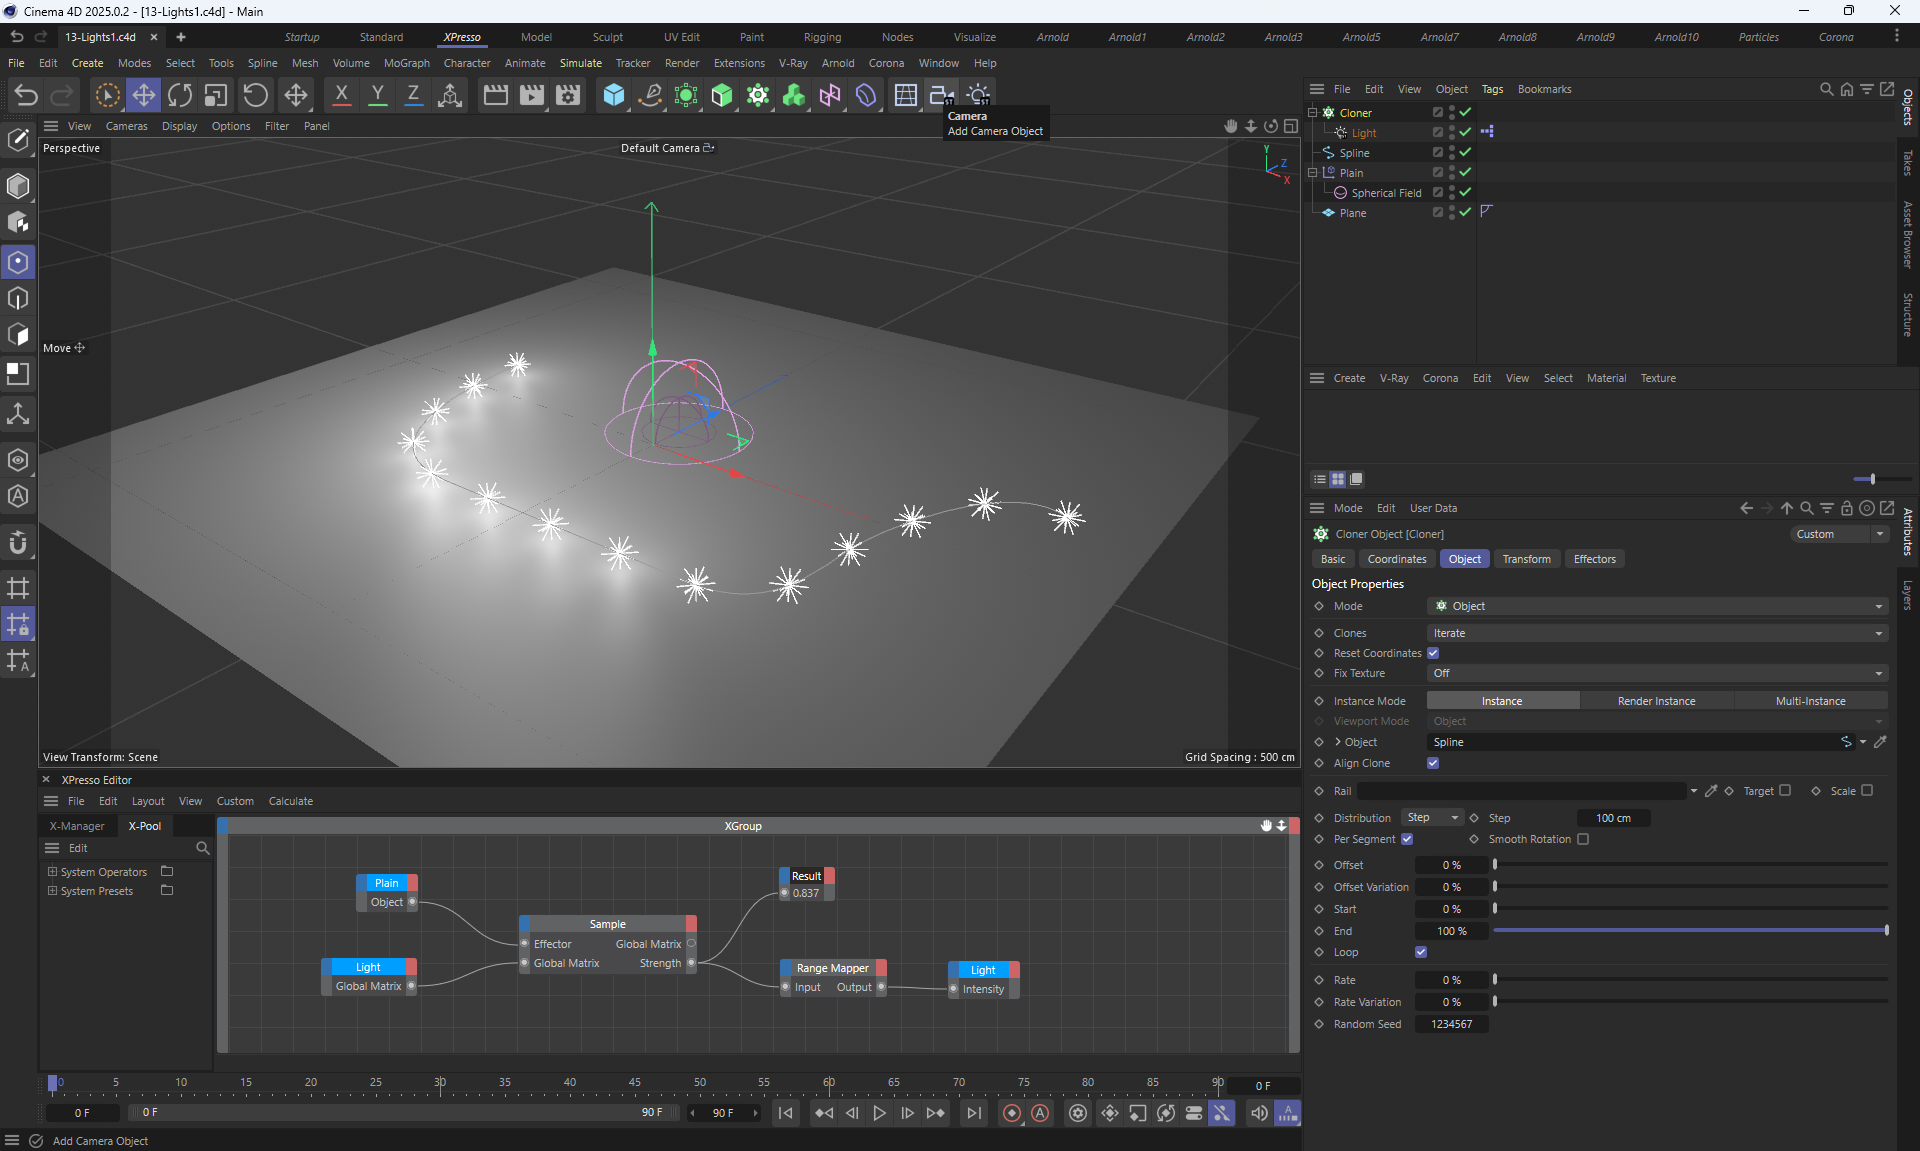 Cinema 4D 2025.0.2 - [13-Lights1.c4d] - Main
13-Lights1.c4d
Startup Standard XPresso Model Sculpt UV Edit Paint Rigging Nodes Visualize Arnold Arnold1 Arnold2 Arnold3 Arnold5 Arnold7 Arnold8 Arnold9 Arnold10 Particles Corona
File Edit Create Modes Select Tools Spline Mesh Volume MoGraph Character Animate Simulate Tracker Render Extensions V-Ray Arnold Corona Window Help
X Y Z
Camera
Add Camera Object
View Cameras Display Options Filter Panel
Perspective
Default Camera
Y
Z
X
Move
View Transform: Scene
Grid Spacing : 500 cm
File Edit View Object Tags Bookmarks
Cloner
Light
Spline
Plain
Spherical Field
Plane
Objects
Takes
Asset Browser
Structure
Create V-Ray Corona Edit View Select Material Texture
Mode Edit User Data
Attributes
Layers
Cloner Object [Cloner]
Custom
Basic Coordinates Object Transform Effectors
Object Properties
Mode Object
Clones Iterate
Reset Coordinates
Fix Texture Off
Instance Mode Instance Render Instance Multi-Instance
Viewport Mode Object
Object Spline
Align Clone
Rail Target Scale
Distribution Step Step 100 cm
Per Segment Smooth Rotation
Offset 0 %
Offset Variation 0 %
Start 0 %
End 100 %
Loop
Rate 0 %
Rate Variation 0 %
Random Seed 1234567
XPresso Editor
File Edit Layout View Custom Calculate
X-Manager X-Pool
Edit
System Operators
System Presets
XGroup
Plain
Object
Light
Global Matrix
Sample
Effector Global Matrix
Global Matrix Strength
Result
0.837
Range Mapper
Input Output
Light
Intensity
0 5 10 15 20 25 30 35 40 45 50 55 60 65 70 75 80 85 90 0 F
0 F 0 F 90 F 90 F
Add Camera Object